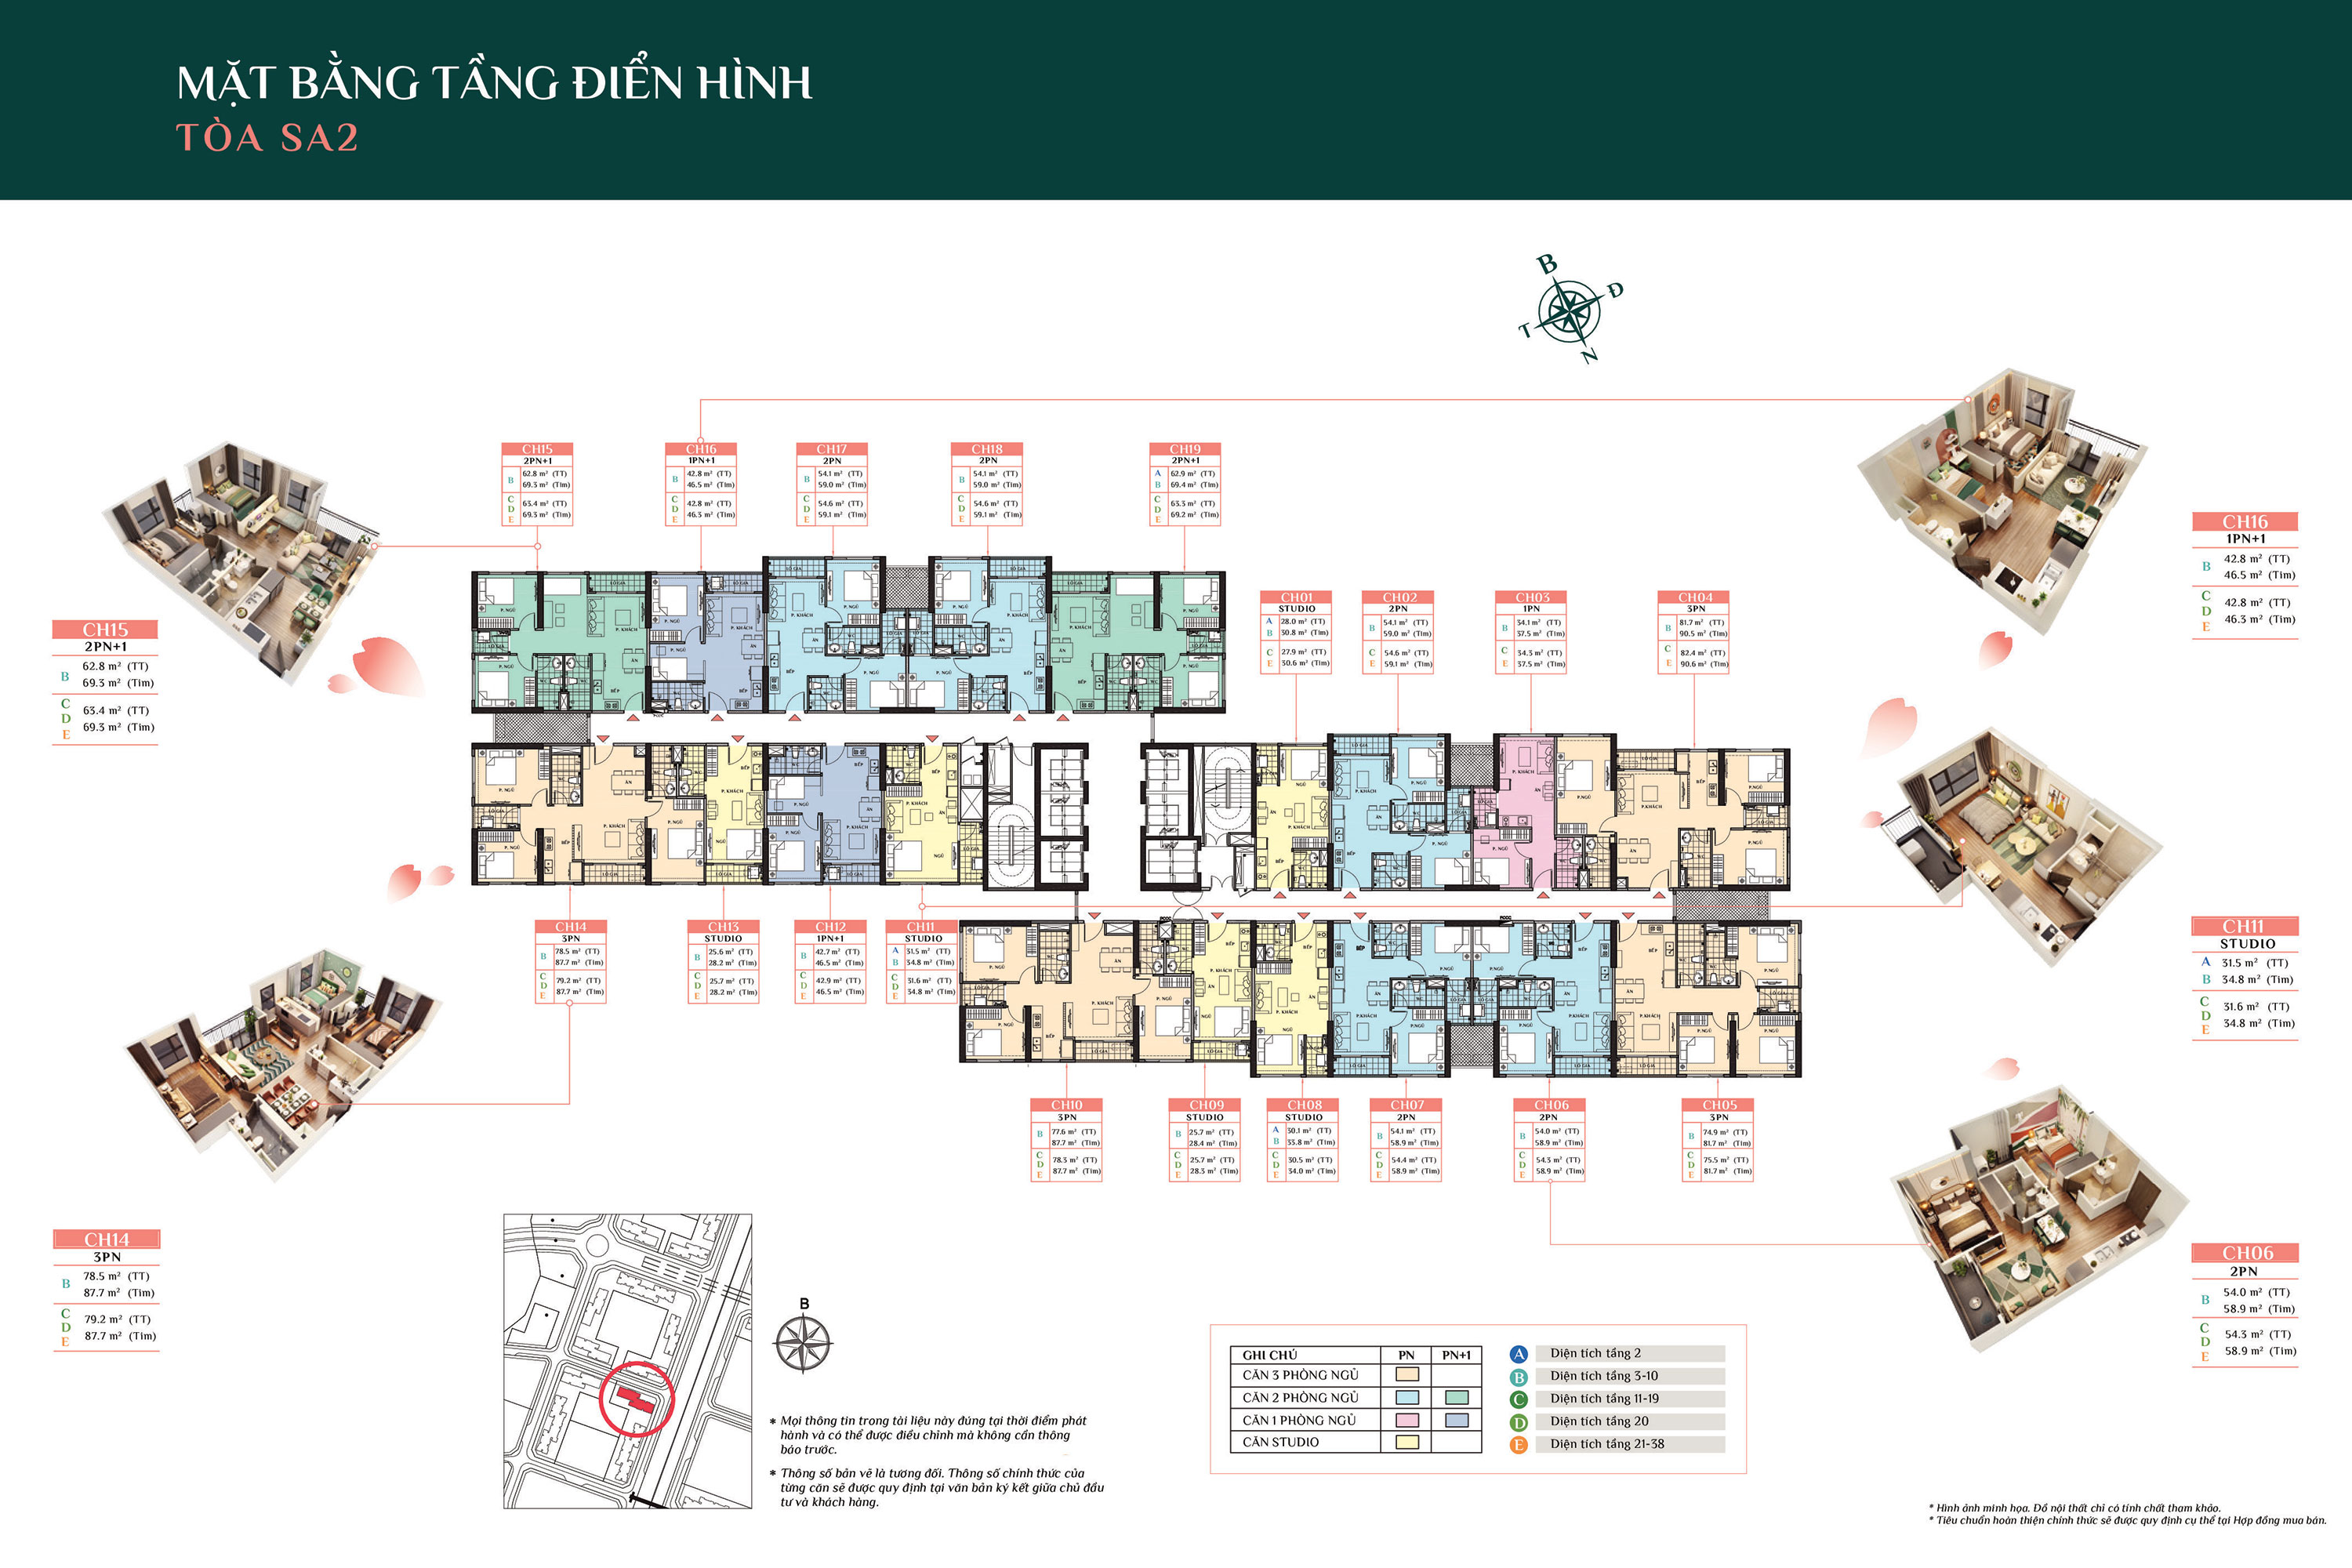 MẶT BẰNG TẦNG ĐIỂN HÌNH
TÒA SA2
B
Đ
T
N
CH15
2PN+1
B
62.8 m² (TT)
69.3 m² (Tim)
C
D
E
63.4 m² (TT)
69.3 m² (Tim)
CH16
1PN+1
B
42.8 m² (TT)
46.5 m² (Tim)
C
D
E
42.8 m² (TT)
46.3 m² (Tim)
CH17
2PN
B
54.1 m² (TT)
59.0 m² (Tim)
C
D
E
54.6 m² (TT)
59.1 m² (Tim)
CH18
2PN
B
54.1 m² (TT)
59.0 m² (Tim)
C
D
E
54.6 m² (TT)
59.1 m² (Tim)
CH19
2PN+1
A
B
62.9 m² (TT)
69.4 m² (Tim)
C
D
E
63.3 m² (TT)
69.2 m² (Tim)
CH01
STUDIO
A
B
28.0 m² (TT)
30.8 m² (Tim)
C
E
27.9 m² (TT)
30.6 m² (Tim)
CH02
2PN
B
54.1 m² (TT)
59.0 m² (Tim)
C
E
54.6 m² (TT)
59.1 m² (Tim)
CH03
1PN
B
34.1 m² (TT)
37.5 m² (Tim)
C
E
34.3 m² (TT)
37.5 m² (Tim)
CH04
3PN
B
81.7 m² (TT)
90.5 m² (Tim)
C
E
82.4 m² (TT)
90.6 m² (Tim)
CH16
1PN+1
B
42.8 m² (TT)
46.5 m² (Tim)
C
D
E
42.8 m² (TT)
46.3 m² (Tim)
CH15
2PN+1
B
62.8 m² (TT)
69.3 m² (Tim)
C
D
E
63.4 m² (TT)
69.3 m² (Tim)
CH14
3PN
B
78.5 m² (TT)
87.7 m² (Tim)
C
D
E
79.2 m² (TT)
87.7 m² (Tim)
CH13
STUDIO
B
25.6 m² (TT)
28.2 m² (Tim)
C
D
E
25.7 m² (TT)
28.2 m² (Tim)
CH12
1PN+1
B
42.7 m² (TT)
46.5 m² (Tim)
C
D
E
42.9 m² (TT)
46.5 m² (Tim)
CH11
STUDIO
A
B
31.5 m² (TT)
34.8 m² (Tim)
C
D
E
31.6 m² (TT)
34.8 m² (Tim)
CH11
STUDIO
A
B
31.5 m² (TT)
34.8 m² (Tim)
C
D
E
31.6 m² (TT)
34.8 m² (Tim)
CH10
3PN
B
77.6 m² (TT)
87.7 m² (Tim)
C
D
E
78.3 m² (TT)
87.7 m² (Tim)
CH09
STUDIO
B
25.7 m² (TT)
28.4 m² (Tim)
C
D
E
25.7 m² (TT)
28.3 m² (Tim)
CH08
STUDIO
A
B
30.1 m² (TT)
33.8 m² (Tim)
C
D
E
30.5 m² (TT)
34.0 m² (Tim)
CH07
2PN
B
54.1 m² (TT)
58.9 m² (Tim)
C
D
E
54.4 m² (TT)
58.9 m² (Tim)
CH06
2PN
B
54.0 m² (TT)
58.9 m² (Tim)
C
D
E
54.3 m² (TT)
58.9 m² (Tim)
CH05
3PN
B
74.9 m² (TT)
81.7 m² (Tim)
C
D
E
75.5 m² (TT)
81.7 m² (Tim)
CH14
3PN
B
78.5 m² (TT)
87.7 m² (Tim)
C
D
E
79.2 m² (TT)
87.7 m² (Tim)
CH06
2PN
B
54.0 m² (TT)
58.9 m² (Tim)
C
D
E
54.3 m² (TT)
58.9 m² (Tim)
B
* Mọi thông tin trong tài liệu này đúng tại thời điểm phát
hành và có thể được điều chỉnh mà không cần thông
báo trước.
* Thông số bản vẽ là tương đối. Thông số chính thức của
từng căn sẽ được quy định tại văn bản ký kết giữa chủ đầu
tư và khách hàng.
GHI CHÚ PN PN+1
CĂN 3 PHÒNG NGỦ
CĂN 2 PHÒNG NGỦ
CĂN 1 PHÒNG NGỦ
CĂN STUDIO
A Diện tích tầng 2
B Diện tích tầng 3-10
C Diện tích tầng 11-19
D Diện tích tầng 20
E Diện tích tầng 21-38
* Hình ảnh minh họa. Đồ nội thất chỉ có tính chất tham khảo.
* Tiêu chuẩn hoàn thiện chính thức sẽ được quy định cụ thể tại Hợp đồng mua bán.